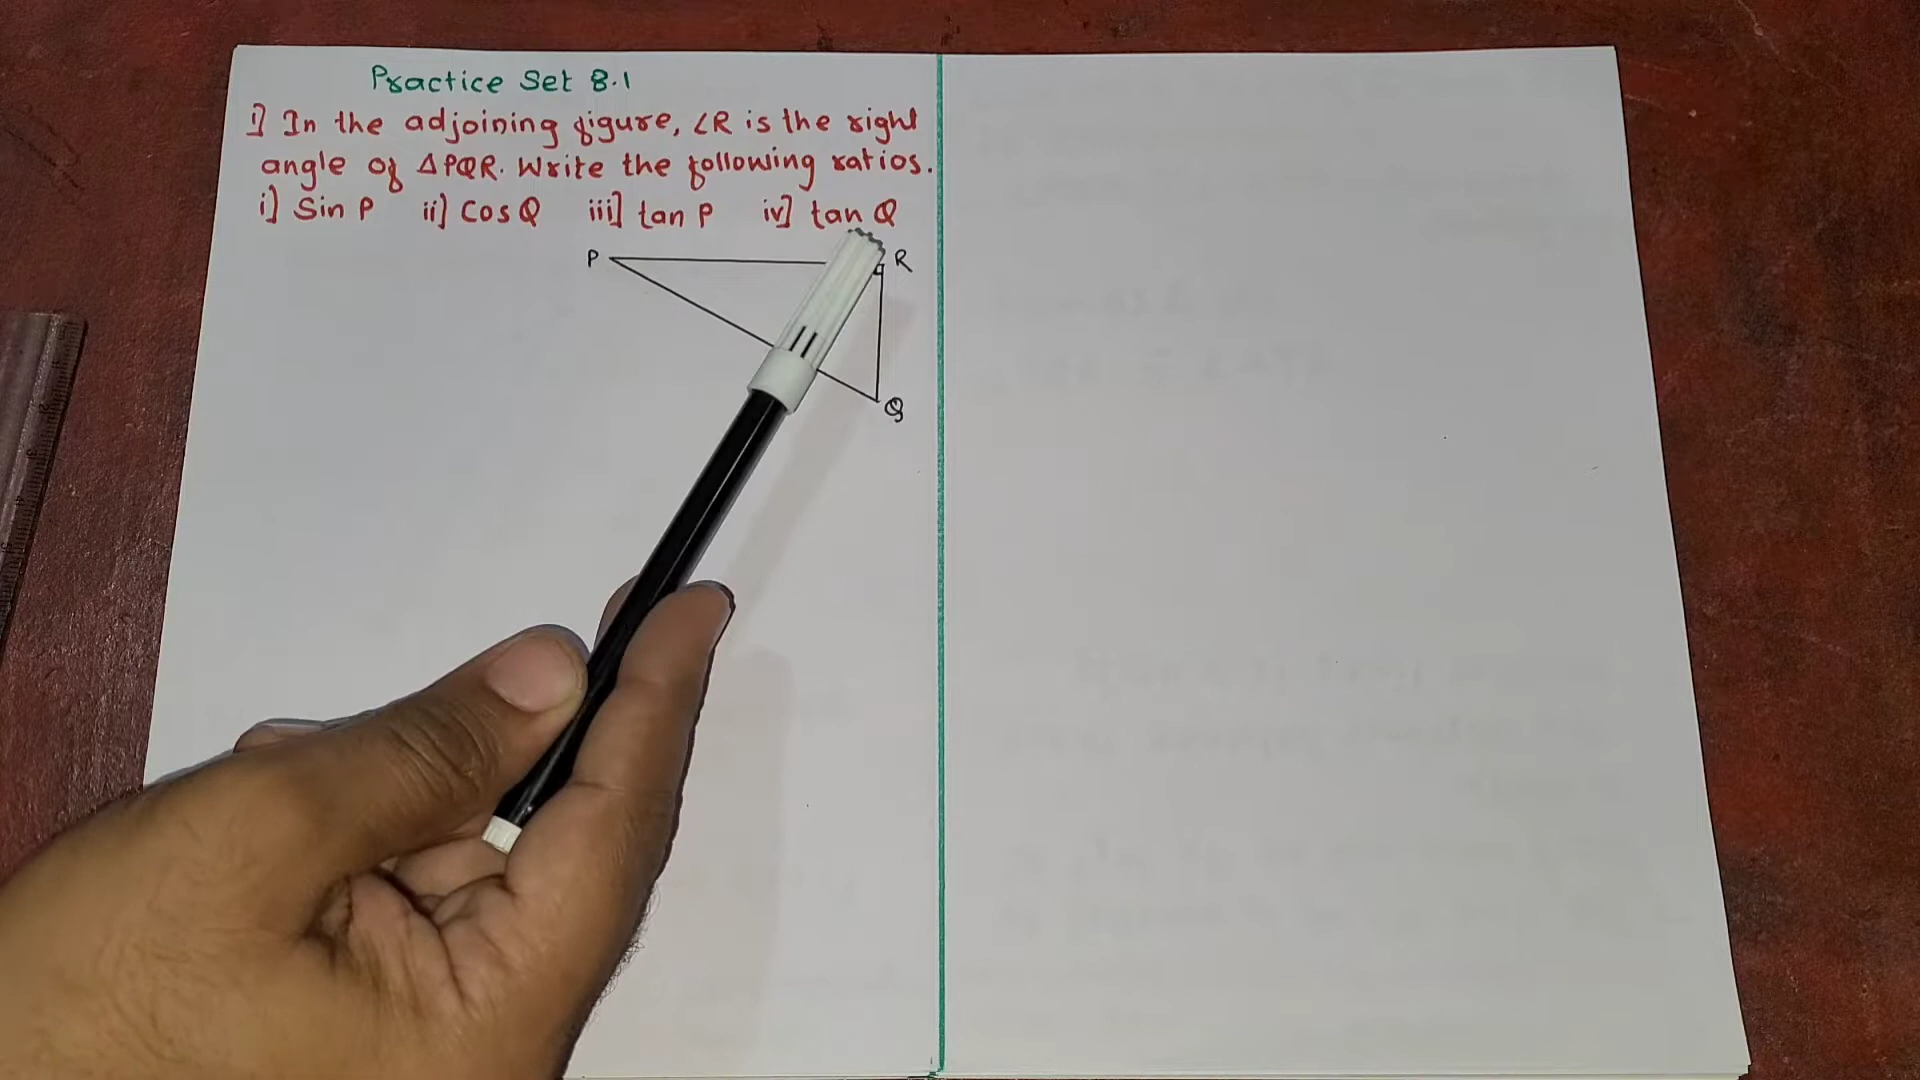 Practice Set 8.1
1] In the adjoining figure, ∠R is the right
angle of ΔPQR. Write the following ratios.
i] Sin P ii] Cos Q iii] tan P iv] tan Q
P R
Q